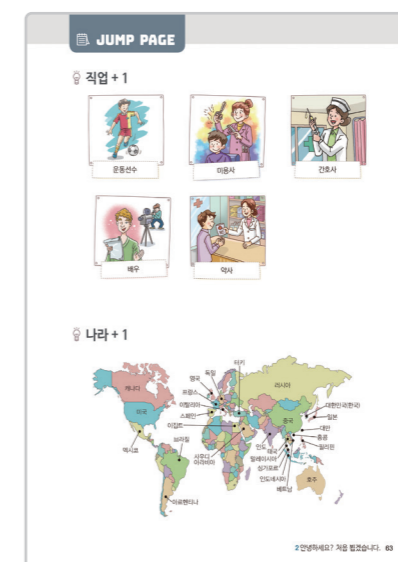 JUMP PAGE
직업 + 1
운동선수
미용사
간호사
배우
약사
나라 + 1
터키
독일
영국
프랑스
이탈리아
스페인
이집트
러시아
캐나다
미국
중국
대한민국(한국)
일본
대만
홍콩
필리핀
멕시코
브라질
사우디
아라비아
인도
태국
말레이시아
싱가포르
인도네시아
베트남
호주
아르헨티나
2 안녕하세요? 처음 뵙겠습니다. 63